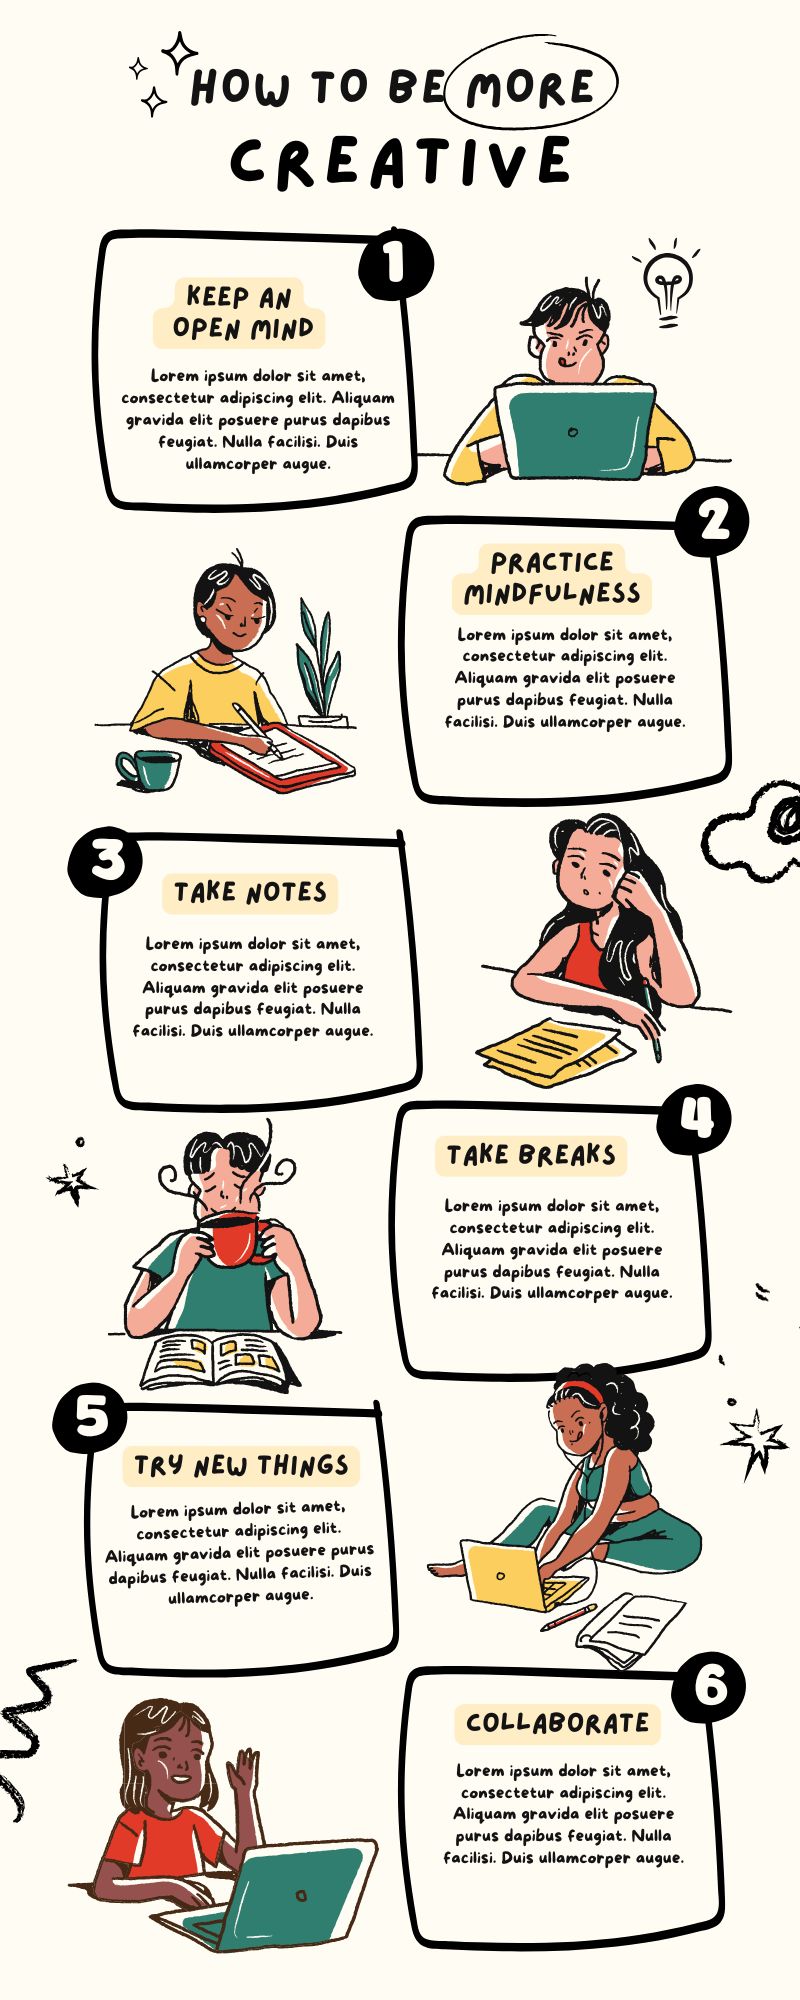 HOW TO BE MORE
CREATIVE
1
KEEP AN
OPEN MIND
Lorem ipsum dolor sit amet,
consectetur adipiscing elit. Aliquam
gravida elit posuere purus dapibus
feugiat. Nulla facilisi. Duis
ullamcorper augue.
2
PRACTICE
MINDFULNESS
Lorem ipsum dolor sit amet,
consectetur adipiscing elit.
Aliquam gravida elit posuere
purus dapibus feugiat. Nulla
facilisi. Duis ullamcorper augue.
3
TAKE NOTES
Lorem ipsum dolor sit amet,
consectetur adipiscing elit.
Aliquam gravida elit posuere
purus dapibus feugiat. Nulla
facilisi. Duis ullamcorper augue.
4
TAKE BREAKS
Lorem ipsum dolor sit amet,
consectetur adipiscing elit.
Aliquam gravida elit posuere
purus dapibus feugiat. Nulla
facilisi. Duis ullamcorper augue.
5
TRY NEW THINGS
Lorem ipsum dolor sit amet,
consectetur adipiscing elit.
Aliquam gravida elit posuere purus
dapibus feugiat. Nulla facilisi. Duis
ullamcorper augue.
6
COLLABORATE
Lorem ipsum dolor sit amet,
consectetur adipiscing elit.
Aliquam gravida elit posuere
purus dapibus feugiat. Nulla
facilisi. Duis ullamcorper augue.